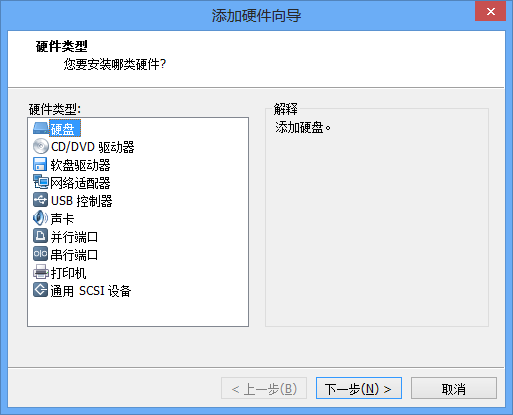 添加硬件向导
硬件类型
您要安装哪类硬件?
硬件类型:
硬盘
CD/DVD 驱动器
软盘驱动器
网络适配器
USB 控制器
声卡
并行端口
串行端口
打印机
通用 SCSI 设备
解释
添加硬盘。
< 上一步(B)
下一步(N) >
取消